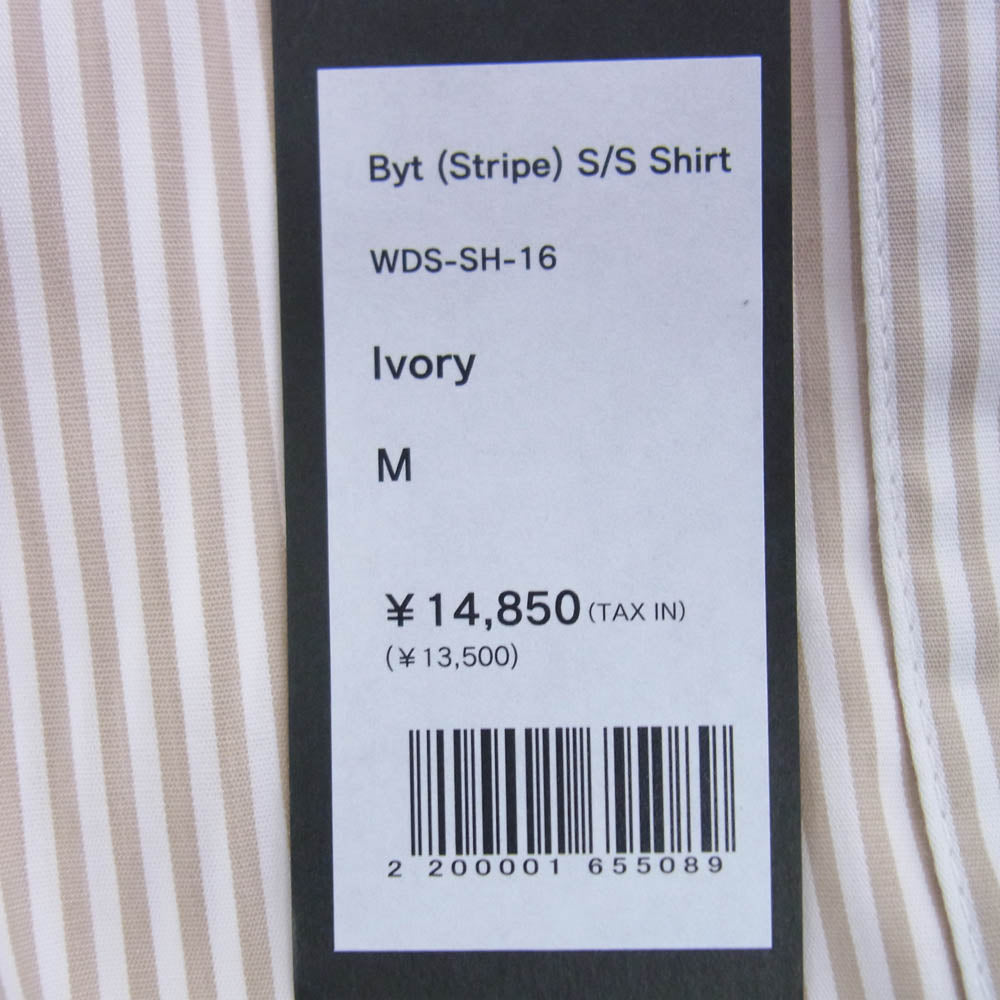 Byt (Stripe) S/S Shirt
WDS-SH-16
Ivory
M
¥14,850(TAX IN)
(¥13,500)
2 200001 655089